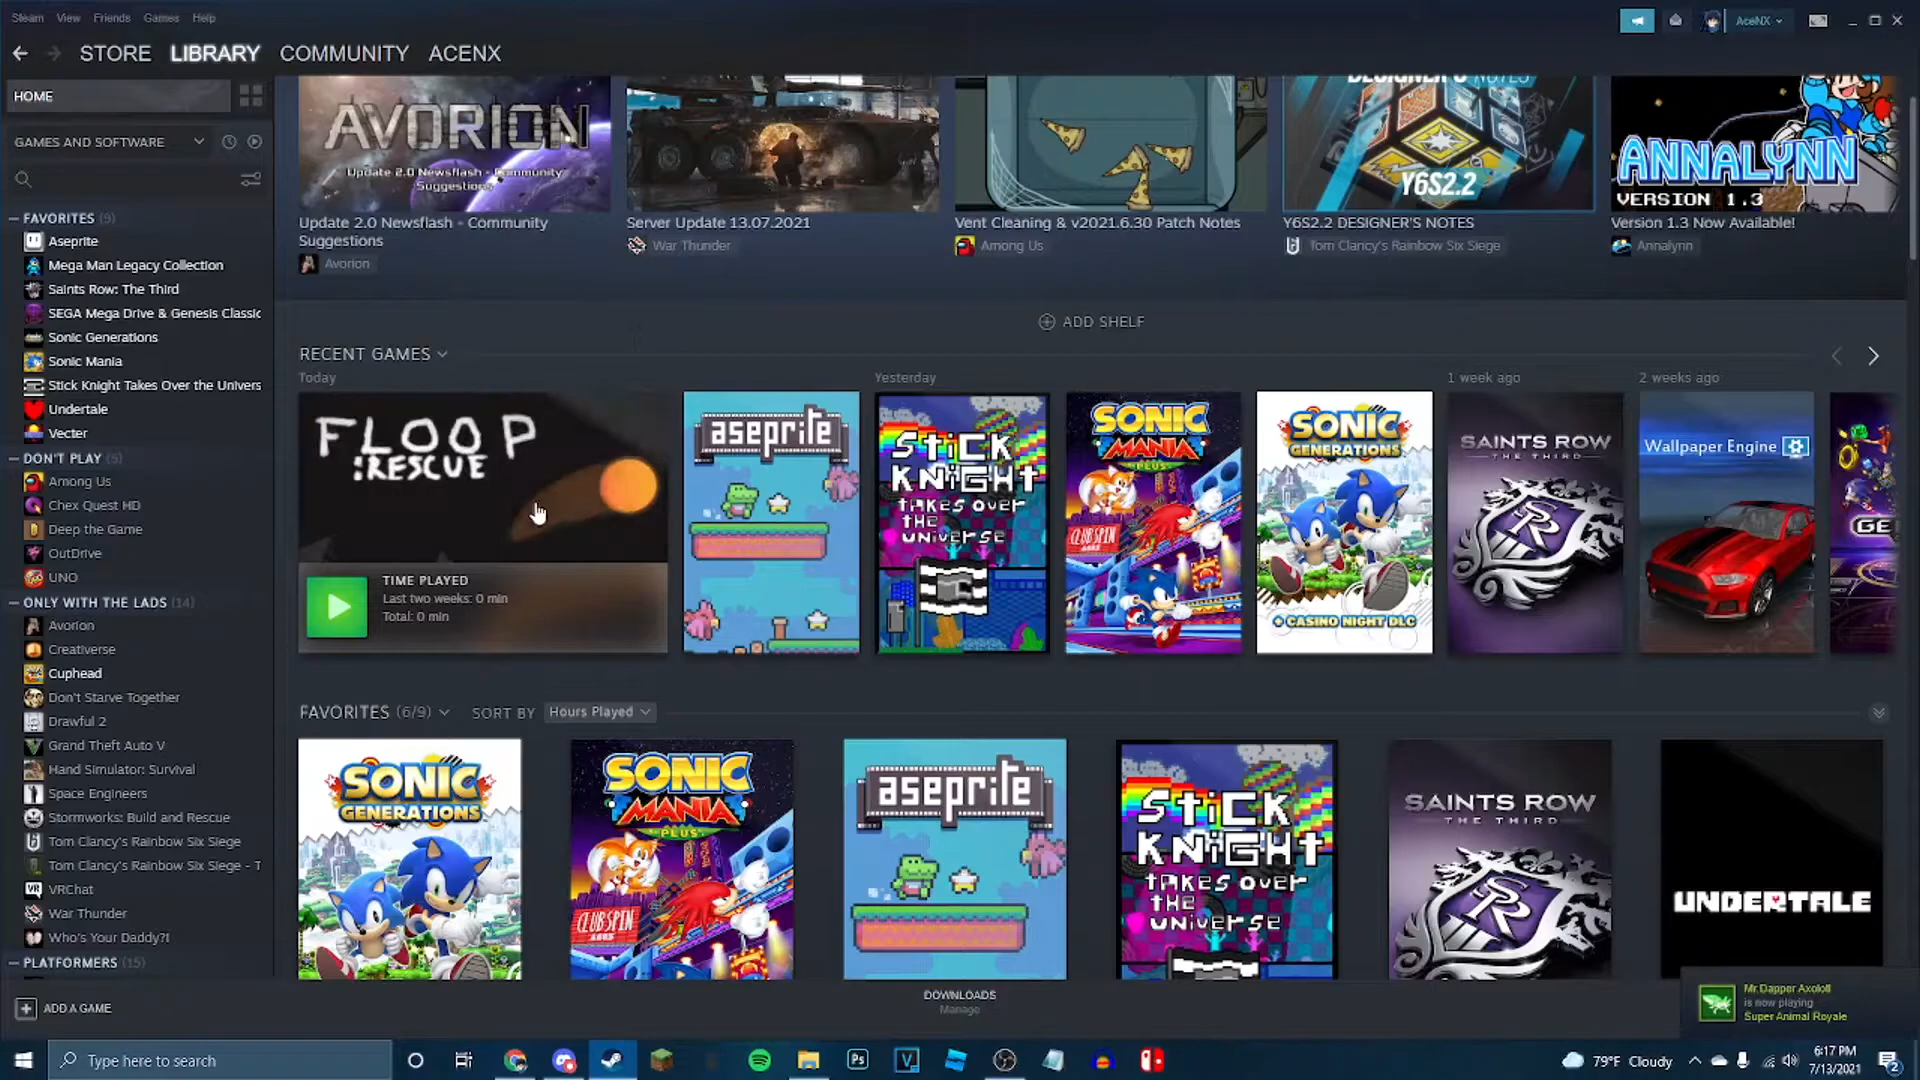 Steam View Friends Games Help
AceNX
STORE LIBRARY COMMUNITY ACENX
HOME
GAMES AND SOFTWARE
FAVORITES (9)
Aseprite
Mega Man Legacy Collection
Saints Row: The Third
SEGA Mega Drive & Genesis Classic
Sonic Generations
Sonic Mania
Stick Knight Takes Over the Univers
Undertale
Vecter
DON'T PLAY (5)
Among Us
Chex Quest HD
Deep the Game
OutDrive
UNO
ONLY WITH THE LADS (14)
Avorion
Creativerse
Cuphead
Don't Starve Together
Drawful 2
Grand Theft Auto V
Hand Simulator: Survival
Space Engineers
Stormworks: Build and Rescue
Tom Clancy's Rainbow Six Siege
Tom Clancy's Rainbow Six Siege - T
VR VRChat
War Thunder
Who's Your Daddy?!
PLATFORMERS (15)
ADD A GAME
AVORION
Update 2.0 Newsflash - Community
Suggestions
Update 2.0 Newsflash - Community
Suggestions
Avorion
Server Update 13.07.2021
War Thunder
Vent Cleaning & v2021.6.30 Patch Notes
Among Us
DESIGNER'S NOTES
Y6S2.2
Y6S2.2 DESIGNER'S NOTES
Tom Clancy's Rainbow Six Siege
ANNALYNN
VERSION 1.3
Version 1.3 Now Available!
Annalynn
ADD SHELF
RECENT GAMES
Today
Yesterday
1 week ago
2 weeks ago
FLOOP
:RESCUE
TIME PLAYED
Last two weeks: 0 min
Total: 0 min
aseprite
STICK
KNIGHT
TAKES OVER
THE
UNIVERSE
SONIC
MANIA
PLUS
CLUB SPIN
SONIC
GENERATIONS
+ CASINO NIGHT DLC
SAINTS ROW
THE THIRD
Wallpaper Engine
GE
FAVORITES (6/9) SORT BY Hours Played
SONIC
GENERATIONS
SONIC
MANIA
PLUS
CLUB SPIN
aseprite
STICK
KNIGHT
TAKES OVER
THE
UNIVERSE
SAINTS ROW
THE THIRD
UNDERTALE
DOWNLOADS
Manage
Mr.Dapper Axolotl
is now playing
Super Animal Royale
Type here to search
Ps
V
79°F Cloudy
6:17 PM
7/13/2021
2